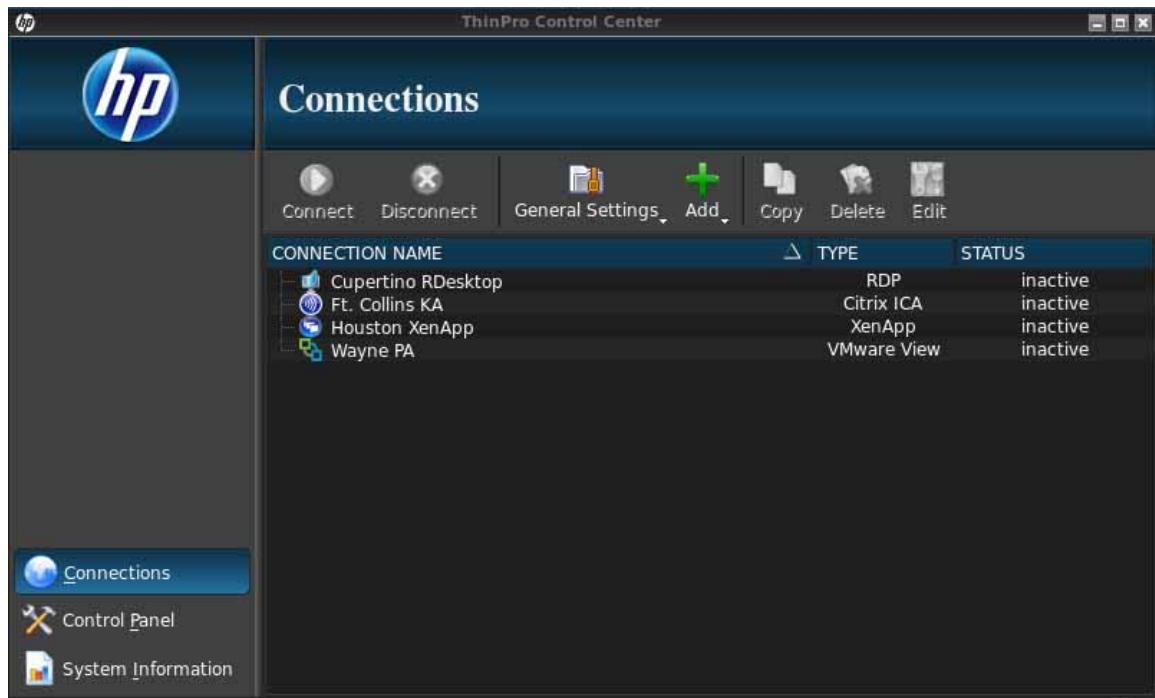 hp
ThinPro Control Center
hp
Connections
Connect Disconnect General Settings Add Copy Delete Edit
CONNECTION NAME TYPE STATUS
Cupertino RDesktop RDP inactive
Ft. Collins KA Citrix ICA inactive
Houston XenApp XenApp inactive
Wayne PA VMware View inactive
Connections
Control Panel
System Information